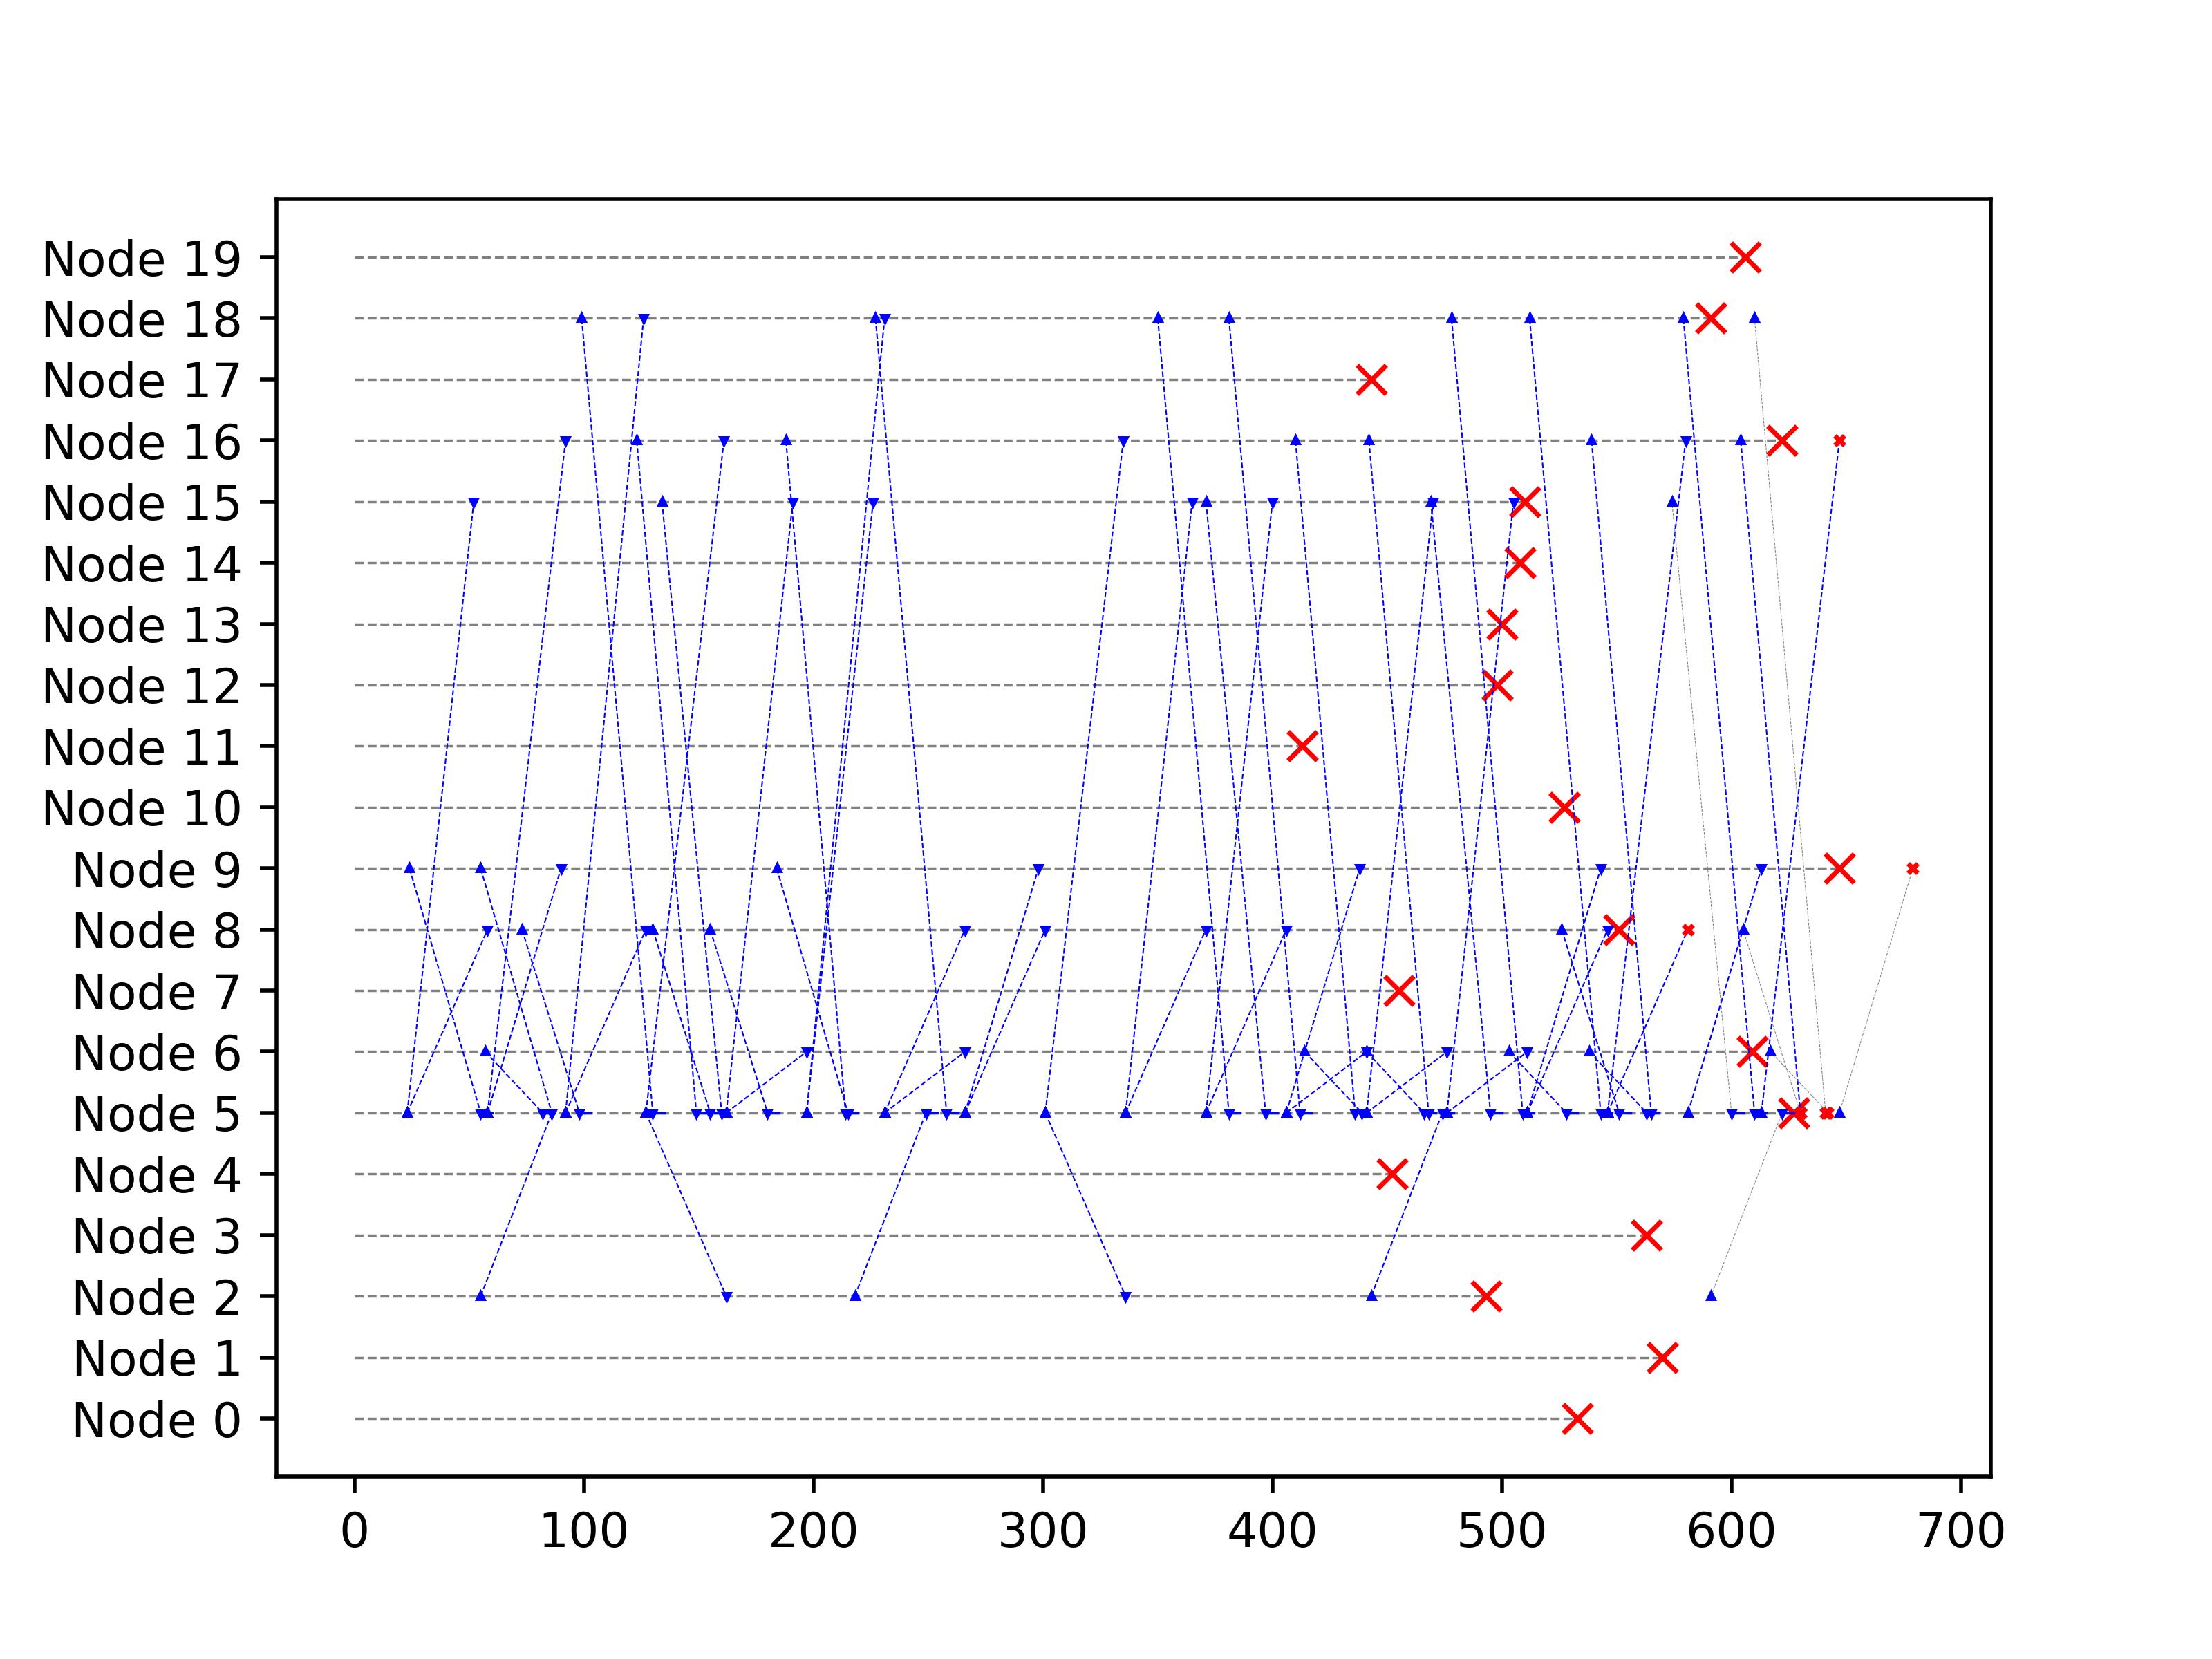 Node 19
Node 18
Node 17
Node 16
Node 15
Node 14
Node 13
Node 12
Node 11
Node 10
Node 9
Node 8
Node 7
Node 6
Node 5
Node 4
Node 3
Node 2
Node 1
Node 0
0 100 200 300 400 500 600 700